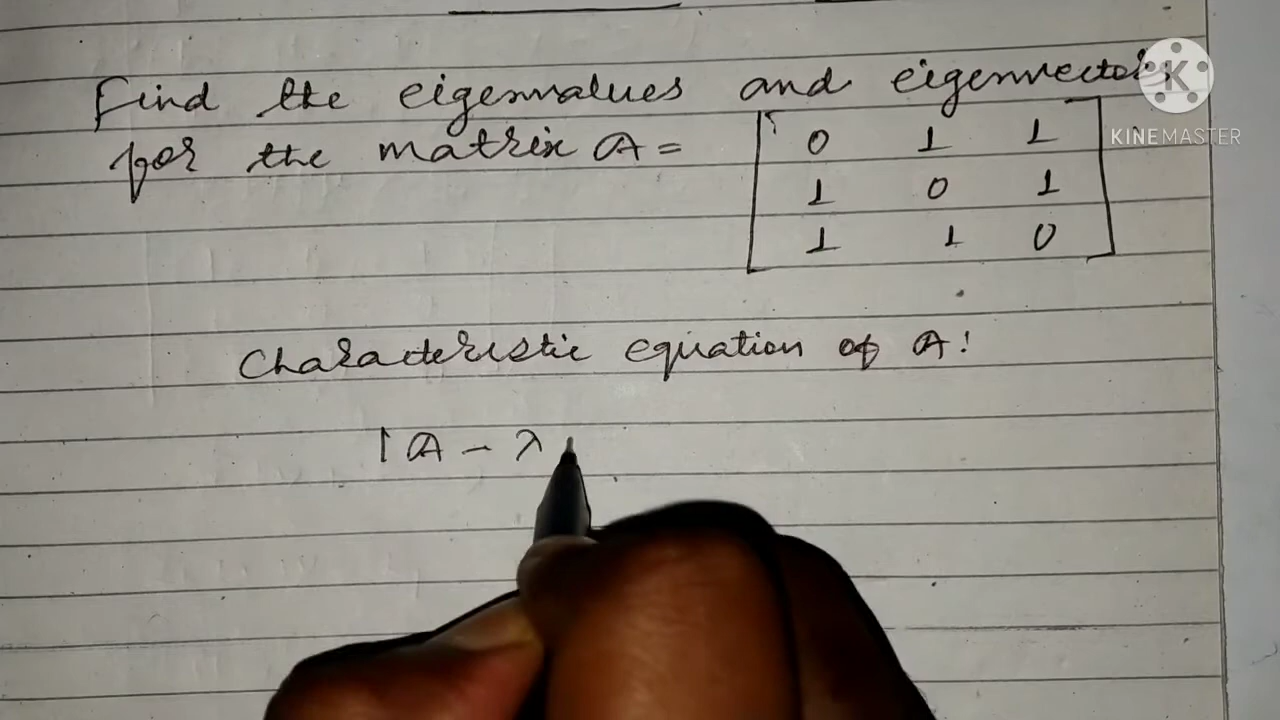 Find the eigenvalues and eigenvectors
for the matrix A =
0 1 1
1 0 1
1 1 0
KINEMASTER
Characteristic equation of A:
|A - λ